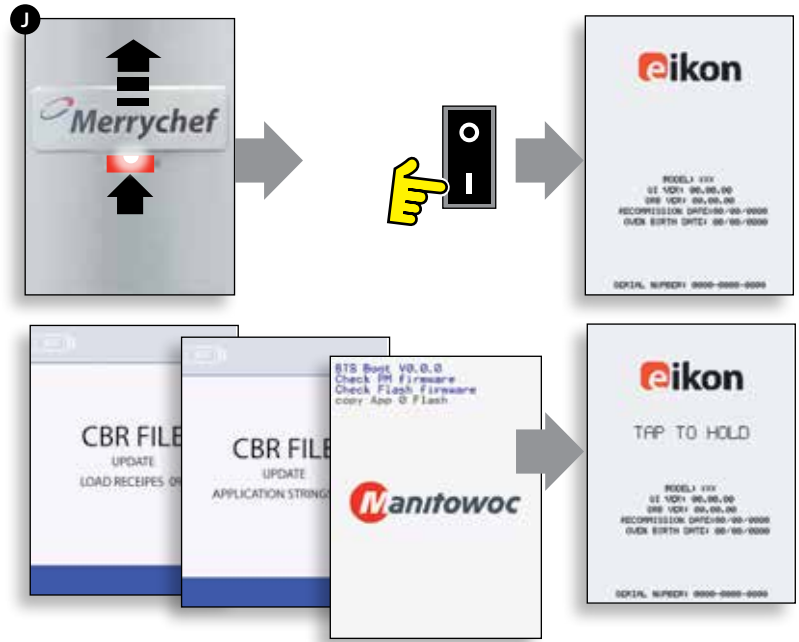 J
Merrychef
eikon
MODEL: XXX
UI VER: 00.00.00
SRB VER: 00.00.00
RECOMMISSION DATE:00/00/0000
OVEN BIRTH DATE: 00/00/0000
SERIAL NUMBER: 0000-0000-0000
CBR FILE
UPDATE
LOAD RECEIPES
CBR FILE
UPDATE
APPLICATION STRINGS
BTS Boot V0.0.0
Check PM firmware
Check Flash firmware
copy App 0 Flash
Manitowoc
eikon
TAP TO HOLD
MODEL: XXX
UI VER: 00.00.00
SRB VER: 00.00.00
RECOMMISSION DATE:00/00/0000
OVEN BIRTH DATE: 00/00/0000
SERIAL NUMBER: 0000-0000-0000